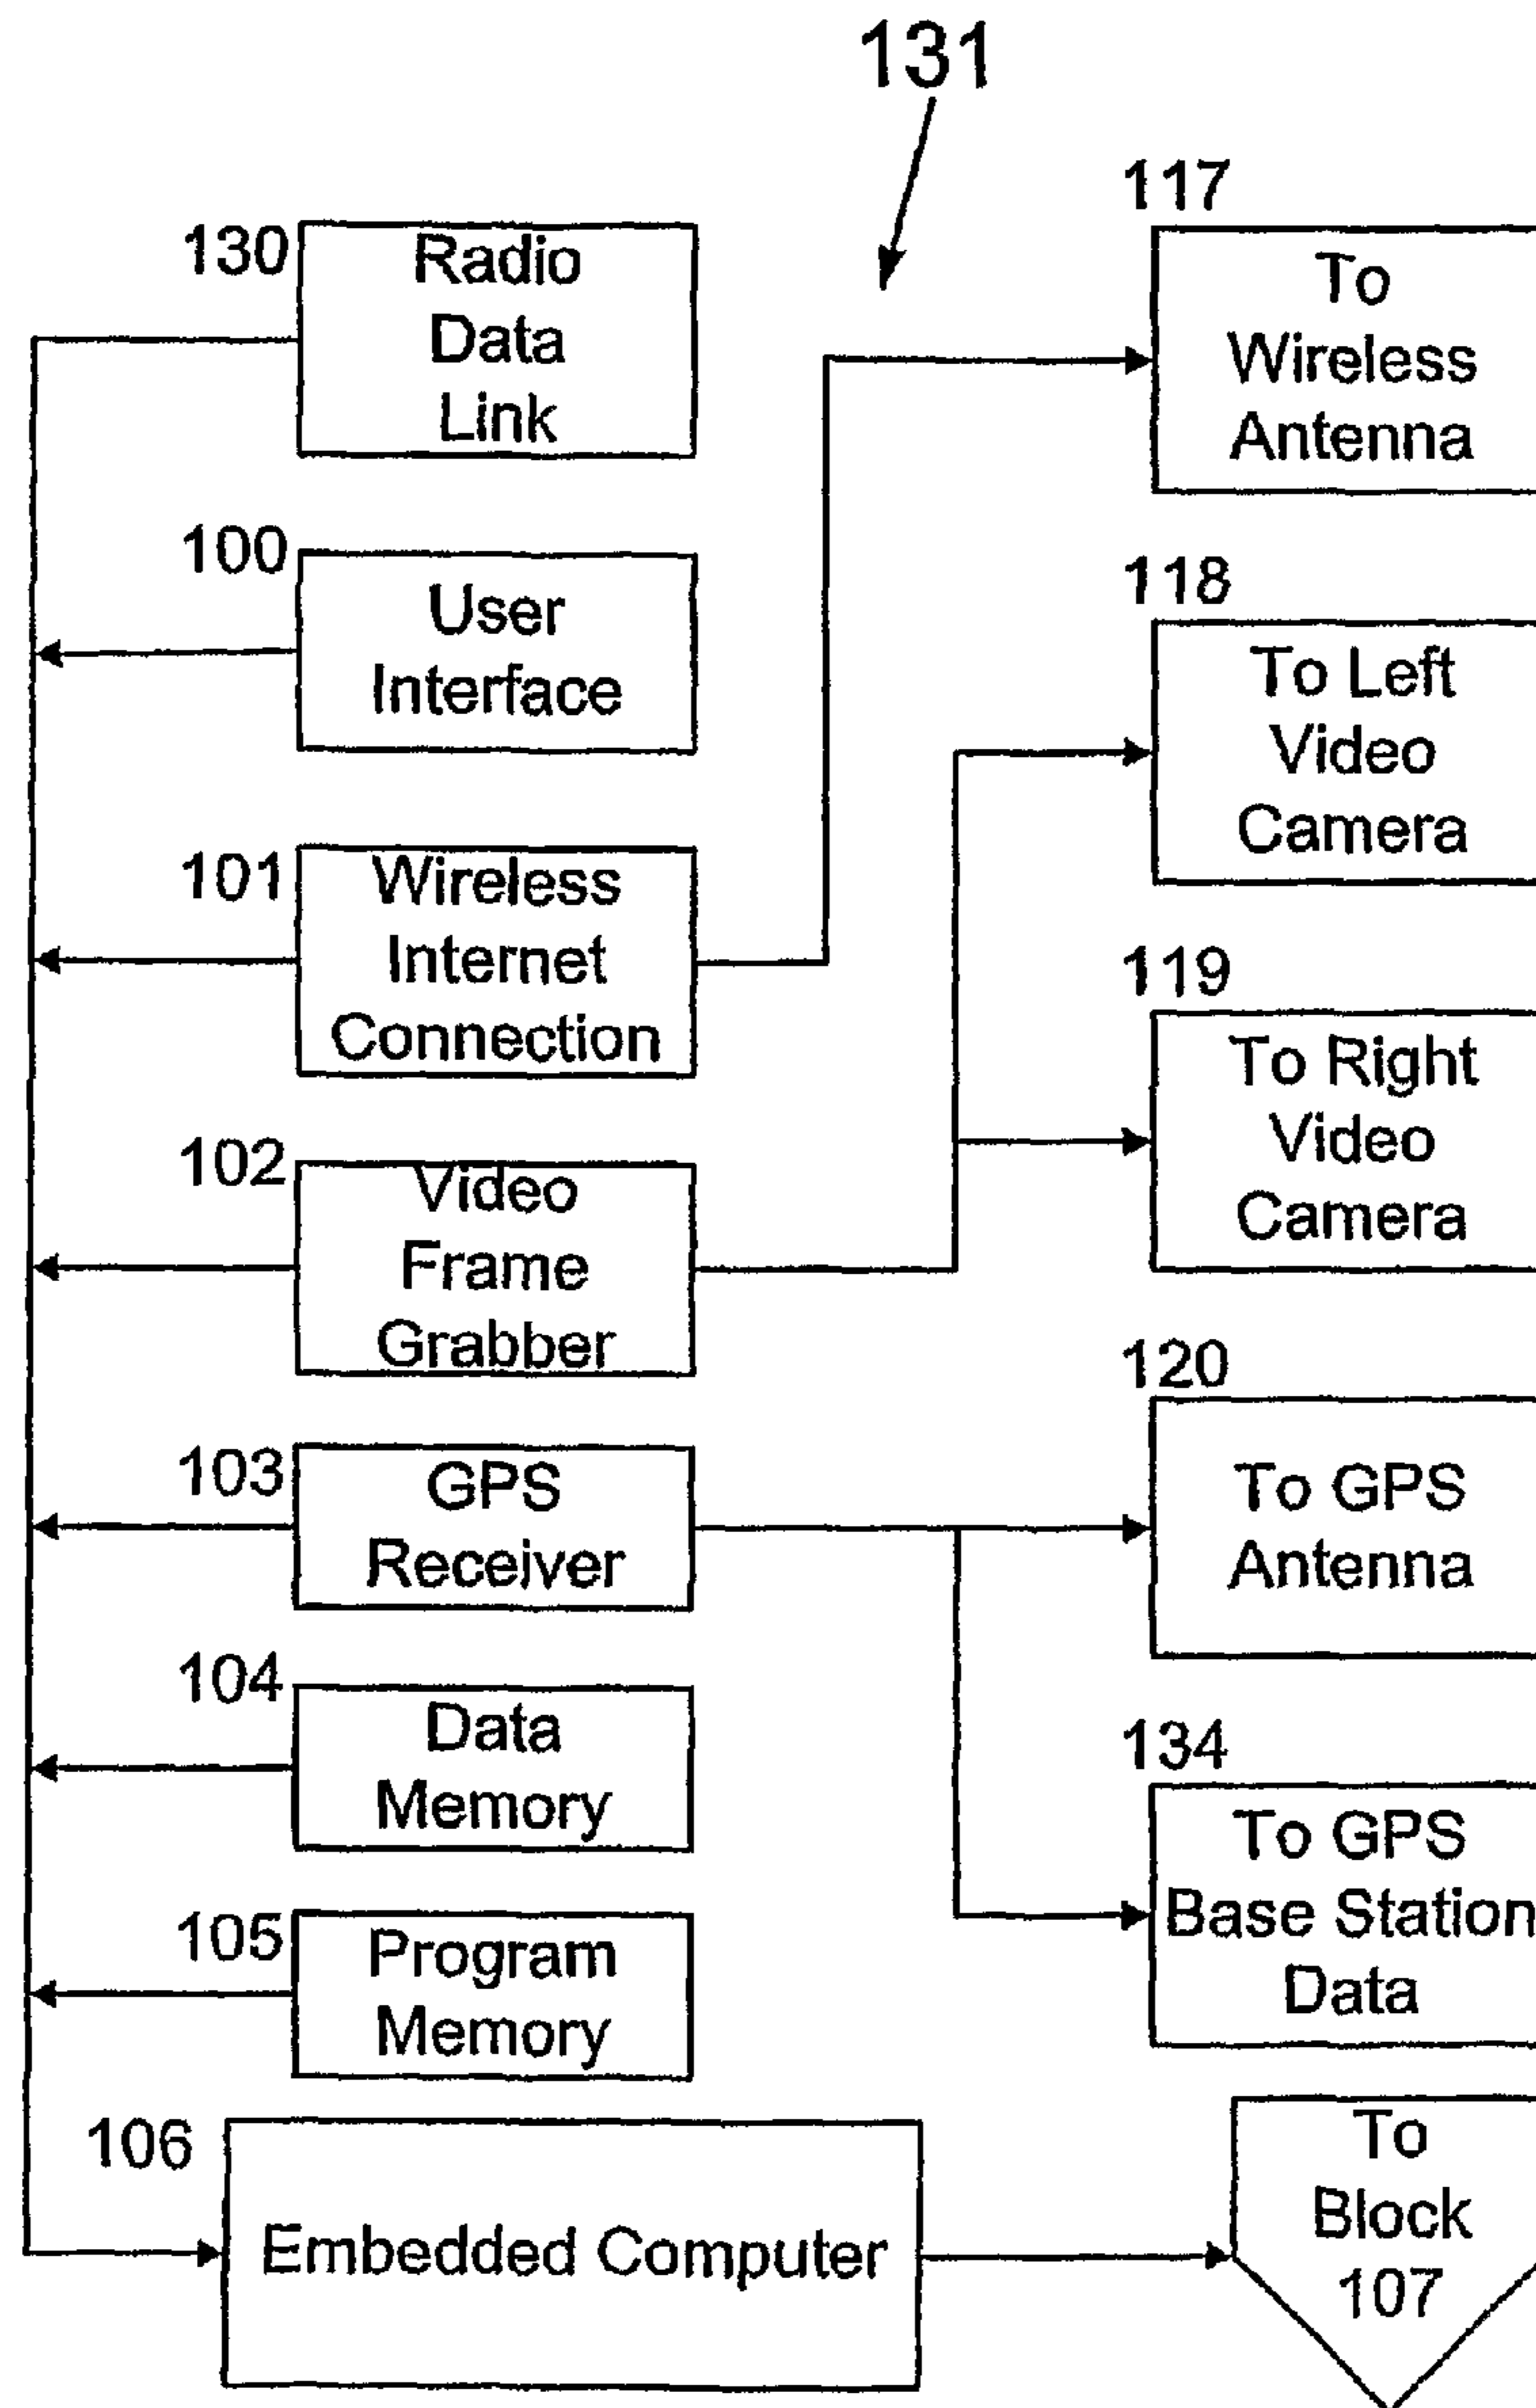 131
130
Radio
Data
Link
100
User
Interface
101
Wireless
Internet
Connection
102
Video
Frame
Grabber
103
GPS
Receiver
104
Data
Memory
105
Program
Memory
106
Embedded Computer
117
To
Wireless
Antenna
118
To Left
Video
Camera
119
To Right
Video
Camera
120
To GPS
Antenna
134
To GPS
Base Station
Data
To
Block
107